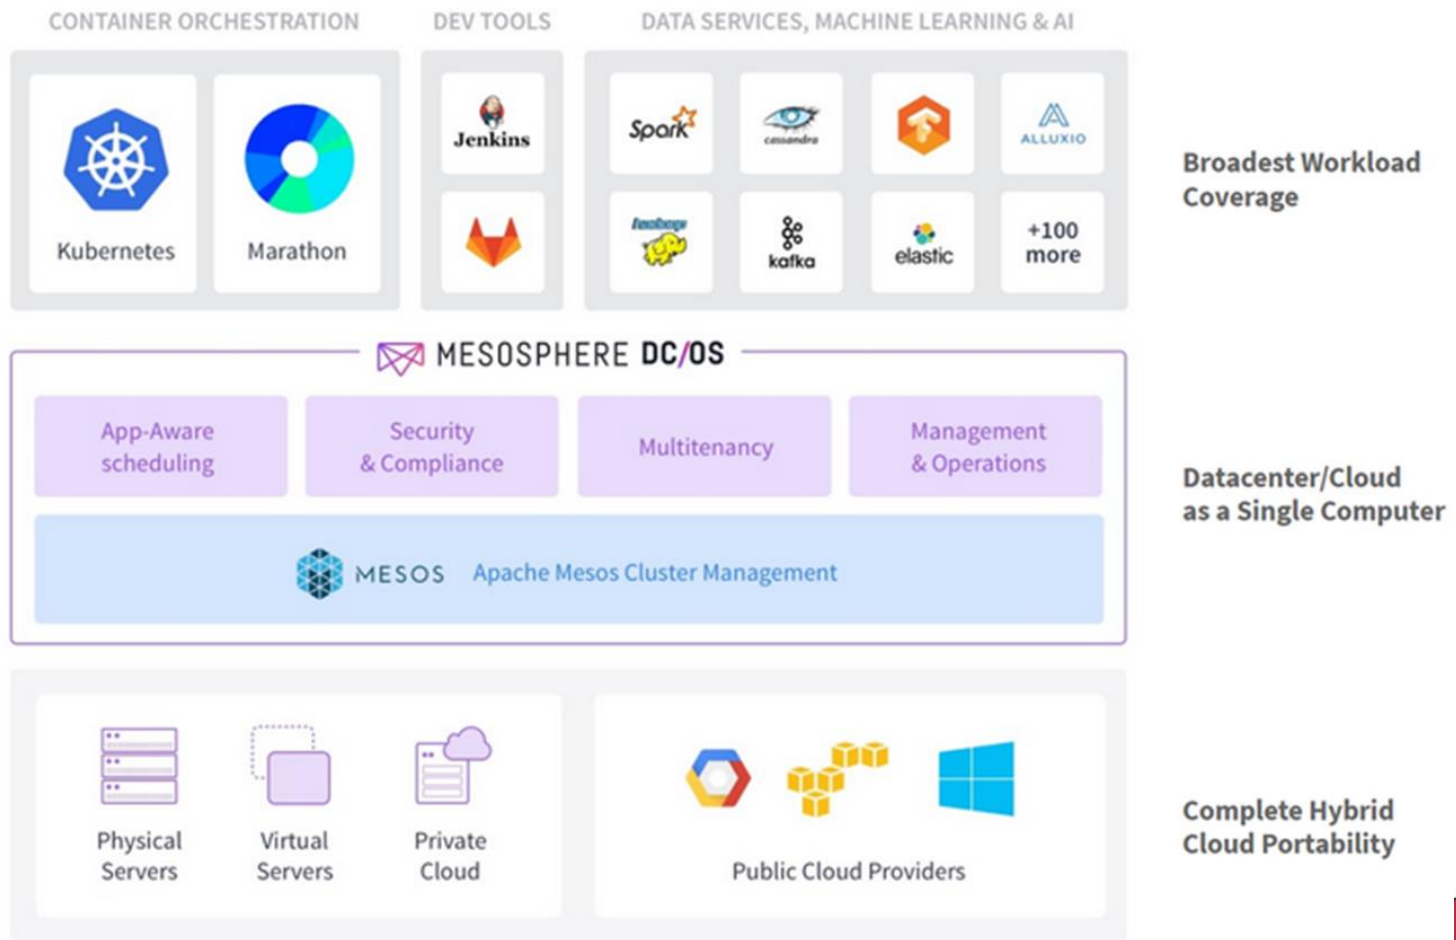 CONTAINER ORCHESTRATION
DEV TOOLS
DATA SERVICES, MACHINE LEARNING & AI
Kubernetes
Marathon
Jenkins
Spark
cassandra
ALLUXIO
hadoop
kafka
elastic
+100
more
Broadest Workload
Coverage
MESOSPHERE DC/OS
App-Aware
scheduling
Security
& Compliance
Multitenancy
Management
& Operations
MESOS
Apache Mesos Cluster Management
Datacenter/Cloud
as a Single Computer
Physical
Servers
Virtual
Servers
Private
Cloud
Public Cloud Providers
Complete Hybrid
Cloud Portability